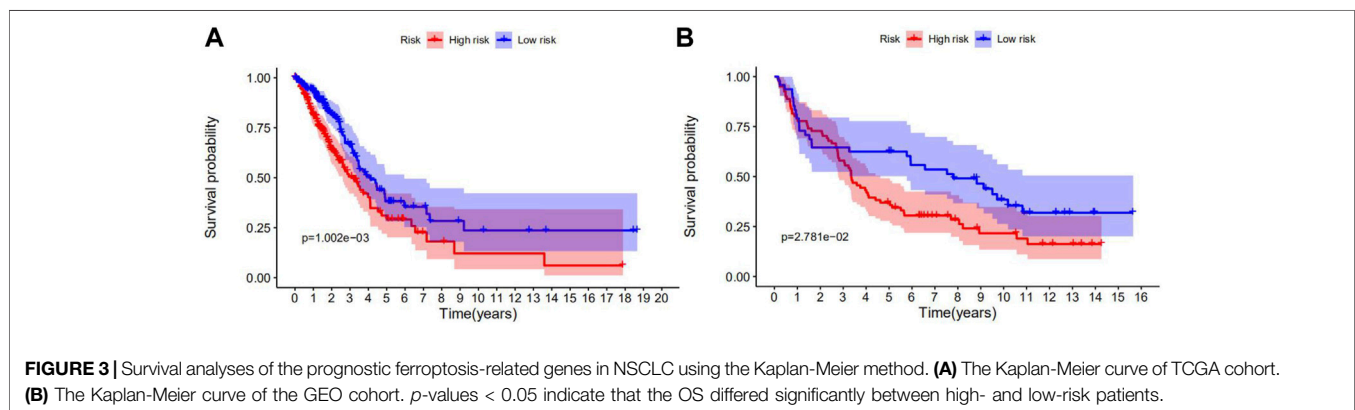 A
Risk High risk Low risk
1.00
0.75
0.50
0.25
0.00
Survival probability
p=1.002e−03
0 1 2 3 4 5 6 7 8 9 10 11 12 13 14 15 16 17 18 19 20
Time(years)
B
Risk High risk Low risk
1.00
0.75
0.50
0.25
0.00
Survival probability
p=2.781e−02
0 1 2 3 4 5 6 7 8 9 10 11 12 13 14 15 16
Time(years)
FIGURE 3 | Survival analyses of the prognostic ferroptosis-related genes in NSCLC using the Kaplan-Meier method. (A) The Kaplan-Meier curve of TCGA cohort.
(B) The Kaplan-Meier curve of the GEO cohort. p-values < 0.05 indicate that the OS differed significantly between high- and low-risk patients.